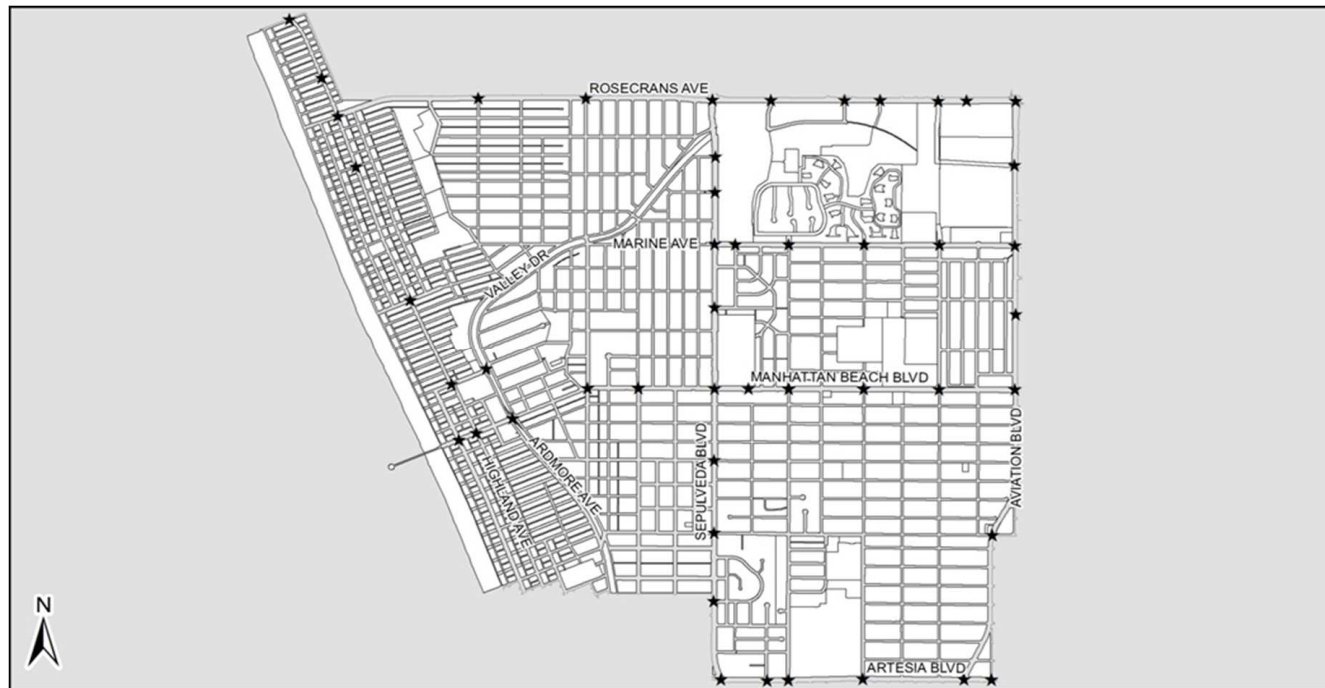 ROSECRANS AVE
MARINE AVE
VALLEY DR
MANHATTAN BEACH BLVD
ARDMORE AVE
SEPULVEDA BLVD
AVIATION BLVD
HIGHLAND AVE
N
ARTESIA BLVD